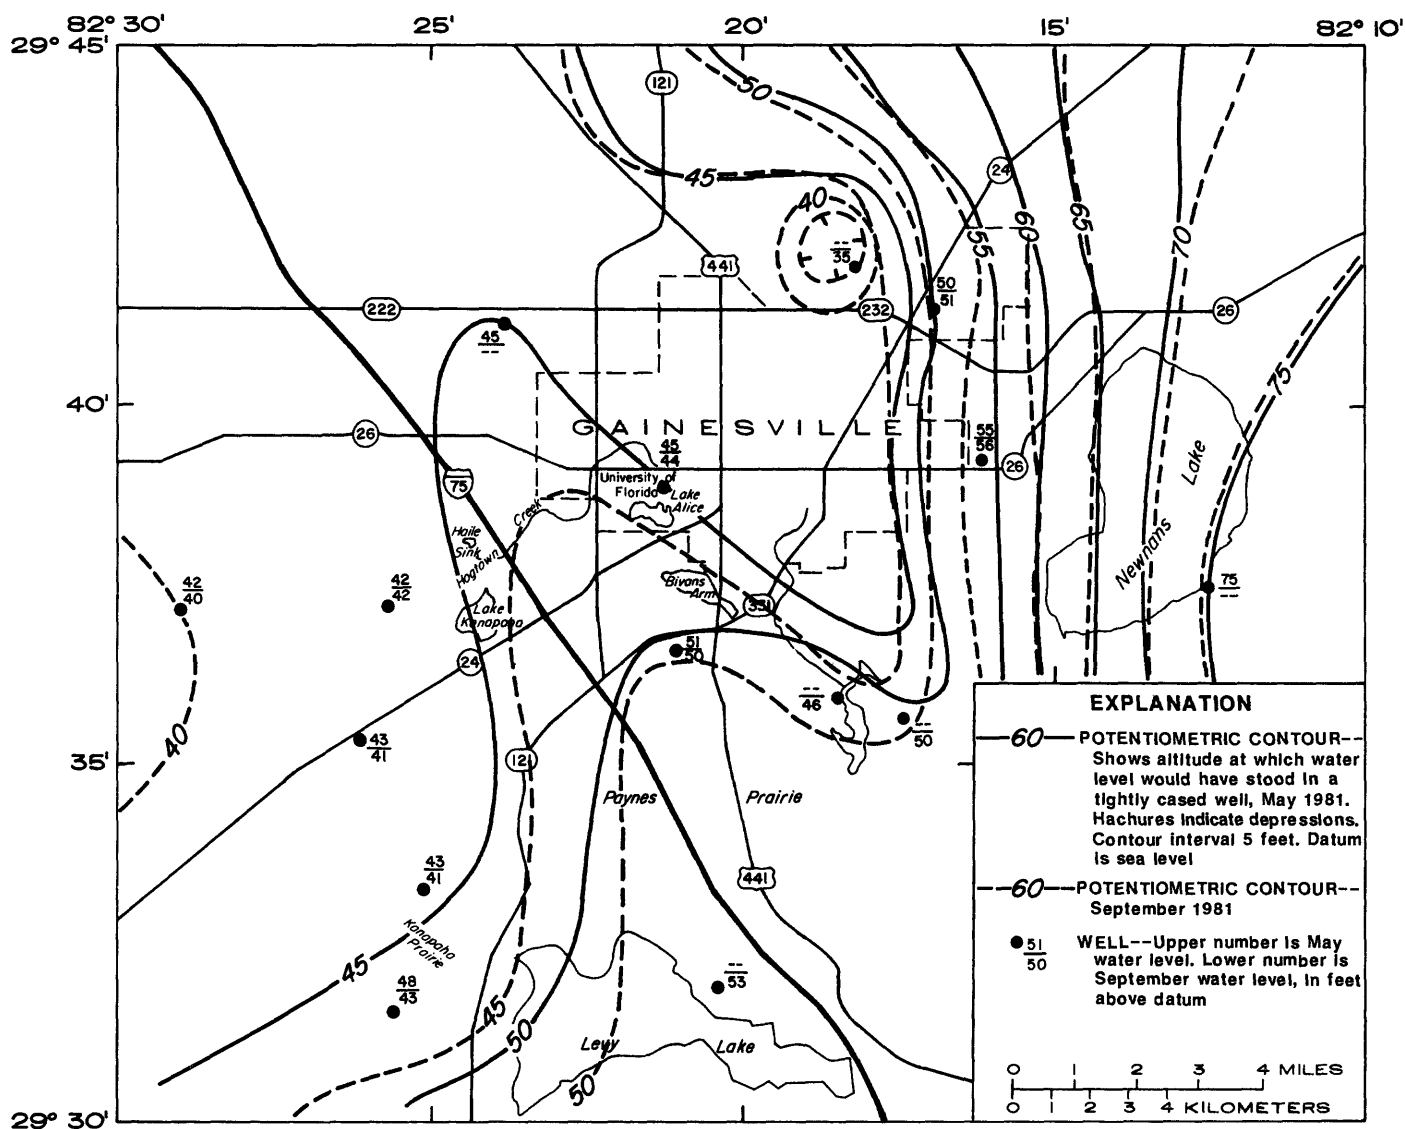 82° 30'
25'
20'
15'
82° 10'
29° 45'
121
50
24
45
40
--
35
60
65
70
55
441
50
51
222
232
26
45
--
75
40'
GAINESVILLE
26
45
44
55
56
26
75
University of
Florida
Lake
Alice
Creek
Lake
Newnans
Haile
Sink
Hogtown
Bivans
Arm
331
75
--
42
40
42
42
Lake
Kanapaha
51
50
24
--
46
--
50
40
43
41
35'
121
Paynes
Prairie
441
43
41
Kanapaha
Prairie
45
48
43
--
53
45
50
Levy
Lake
50
29° 30'
EXPLANATION
60 POTENTIOMETRIC CONTOUR--
Shows altitude at which water
level would have stood in a
tightly cased well, May 1981.
Hachures indicate depressions.
Contour interval 5 feet. Datum
is sea level
60 POTENTIOMETRIC CONTOUR--
September 1981
51
50
WELL--Upper number is May
water level. Lower number is
September water level, in feet
above datum
0 1 2 3 4 MILES
0 1 2 3 4 KILOMETERS